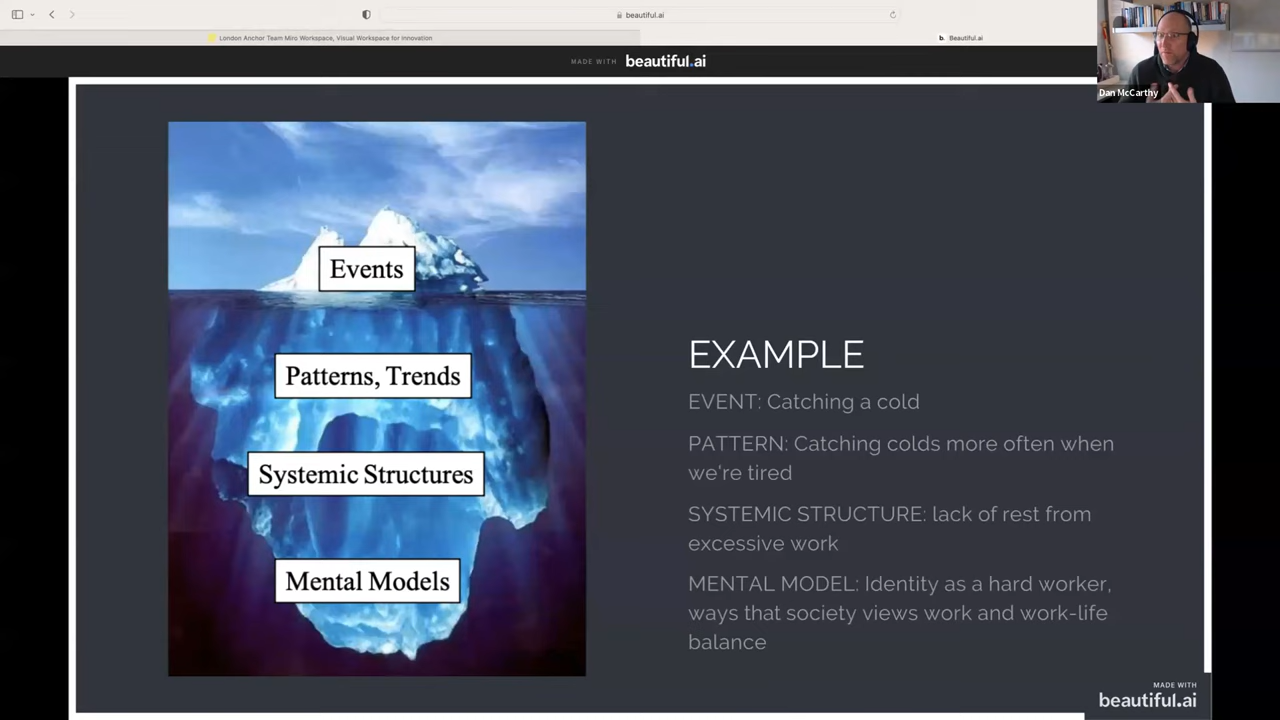 beautiful.ai
London Anchor Team Miro Workspace, Visual Workspace for Innovation
b. Beautiful.ai
MADE WITH beautiful.ai
Dan McCarthy
Events
Patterns, Trends
Systemic Structures
Mental Models
EXAMPLE
EVENT: Catching a cold
PATTERN: Catching colds more often when
we're tired
SYSTEMIC STRUCTURE: lack of rest from
excessive work
MENTAL MODEL: Identity as a hard worker,
ways that society views work and work-life
balance
MADE WITH
beautiful.ai